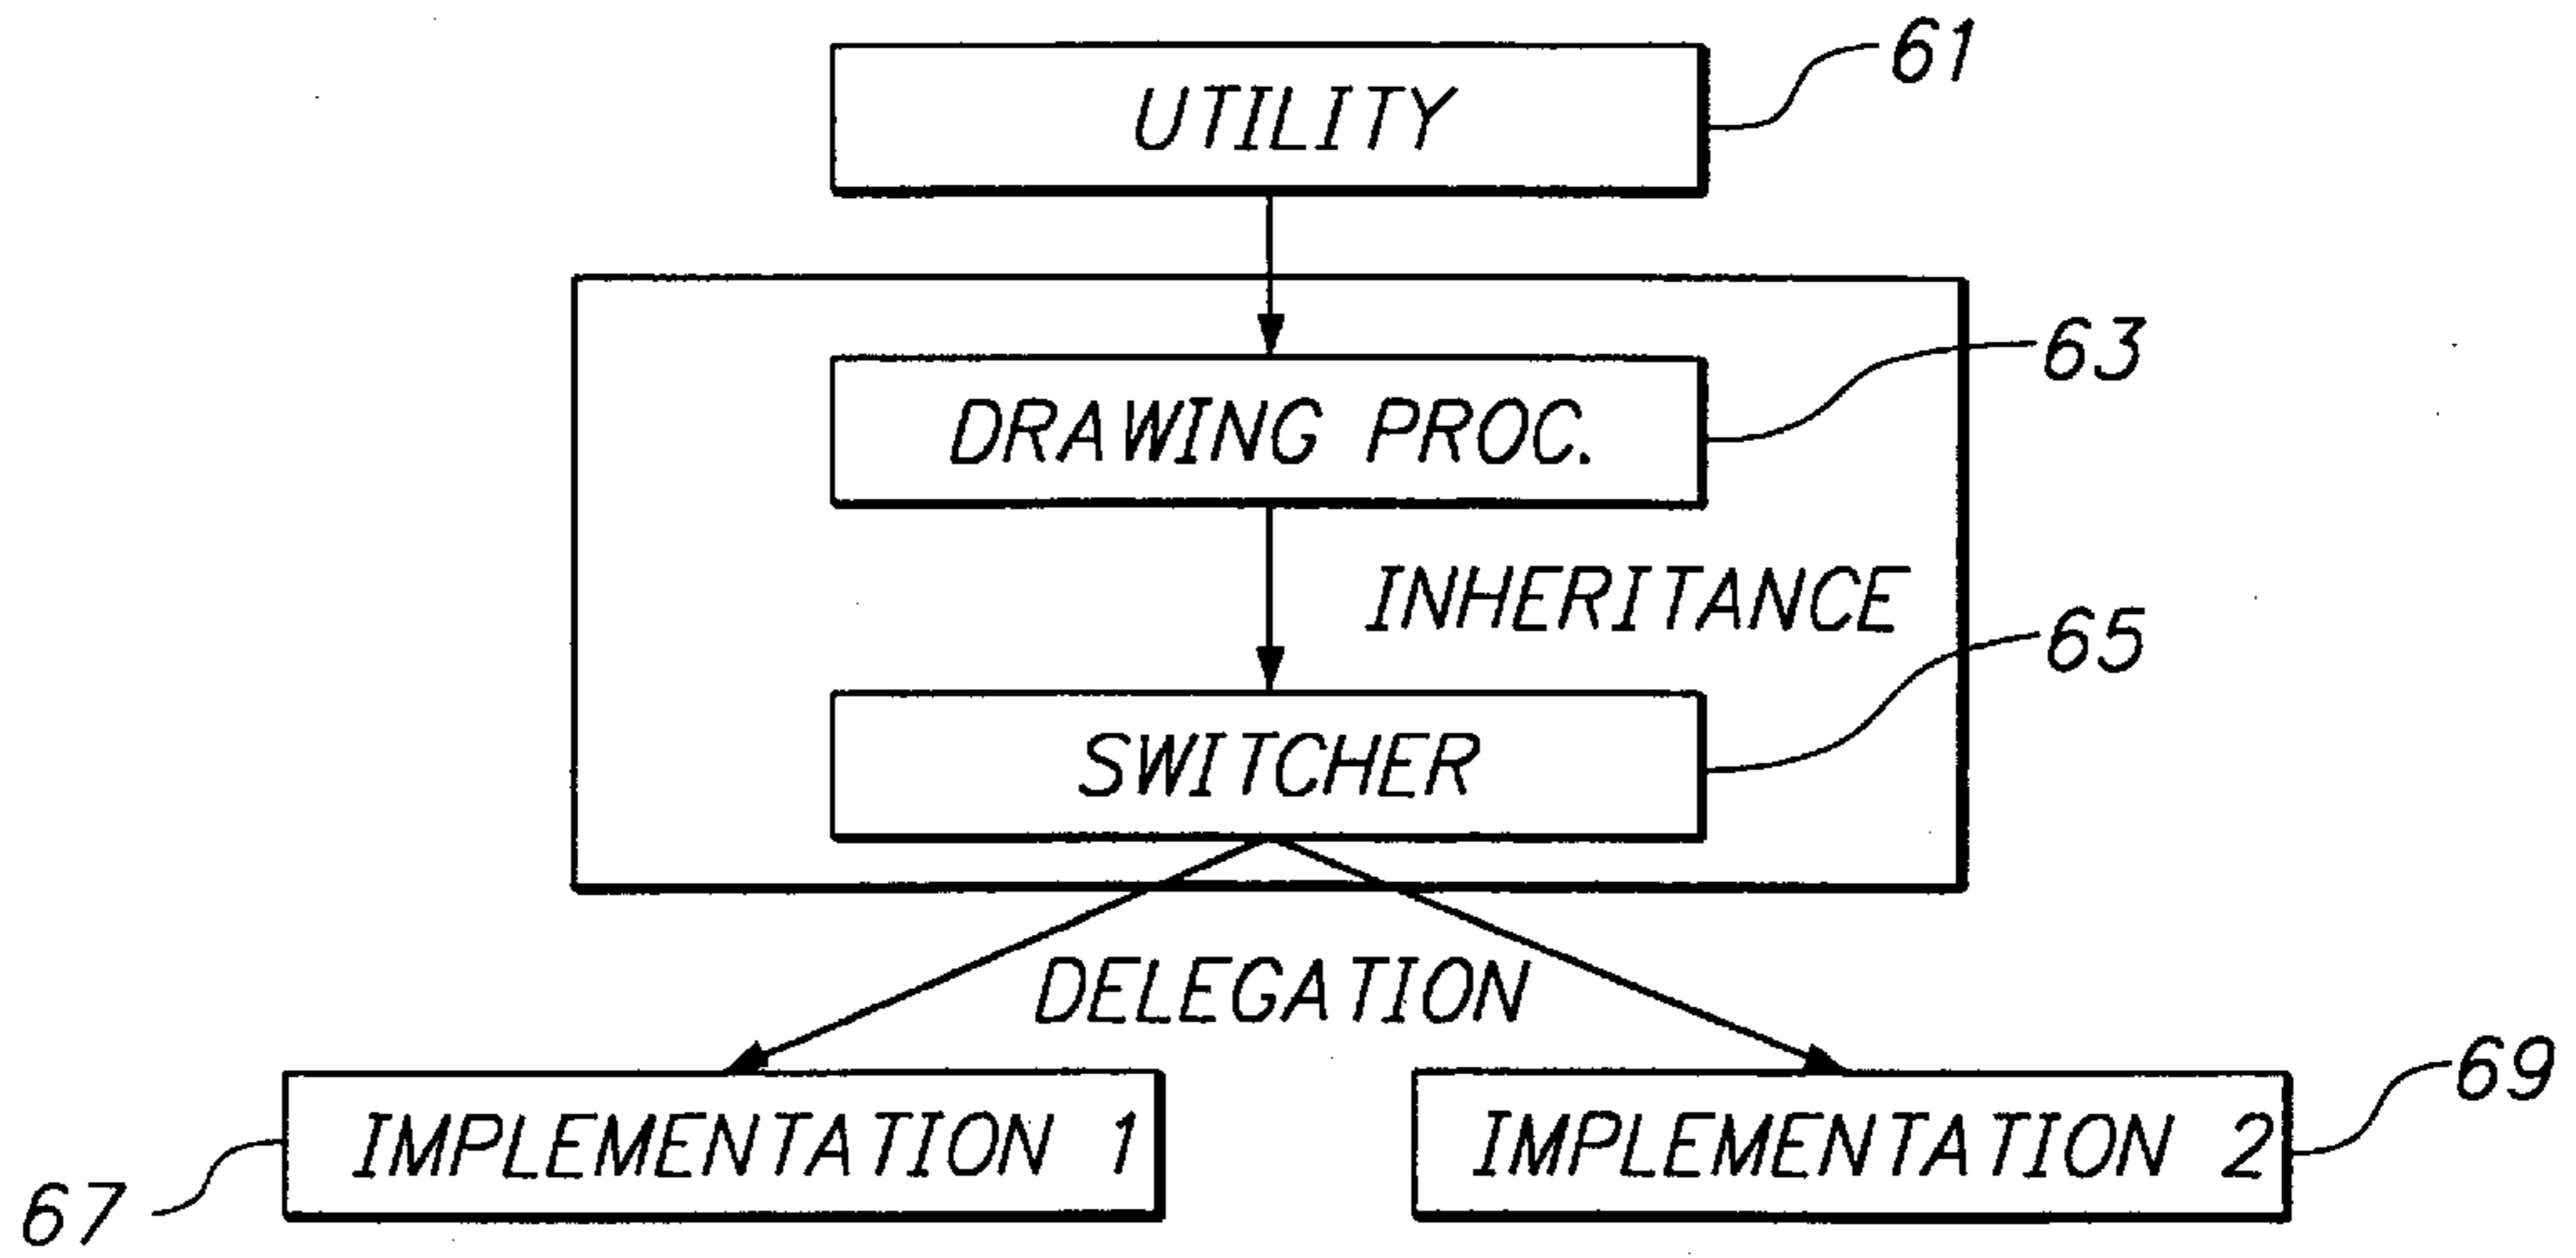 UTILITY
61
DRAWING PROC.
63
INHERITANCE
SWITCHER
65
DELEGATION
IMPLEMENTATION 1
67
IMPLEMENTATION 2
69